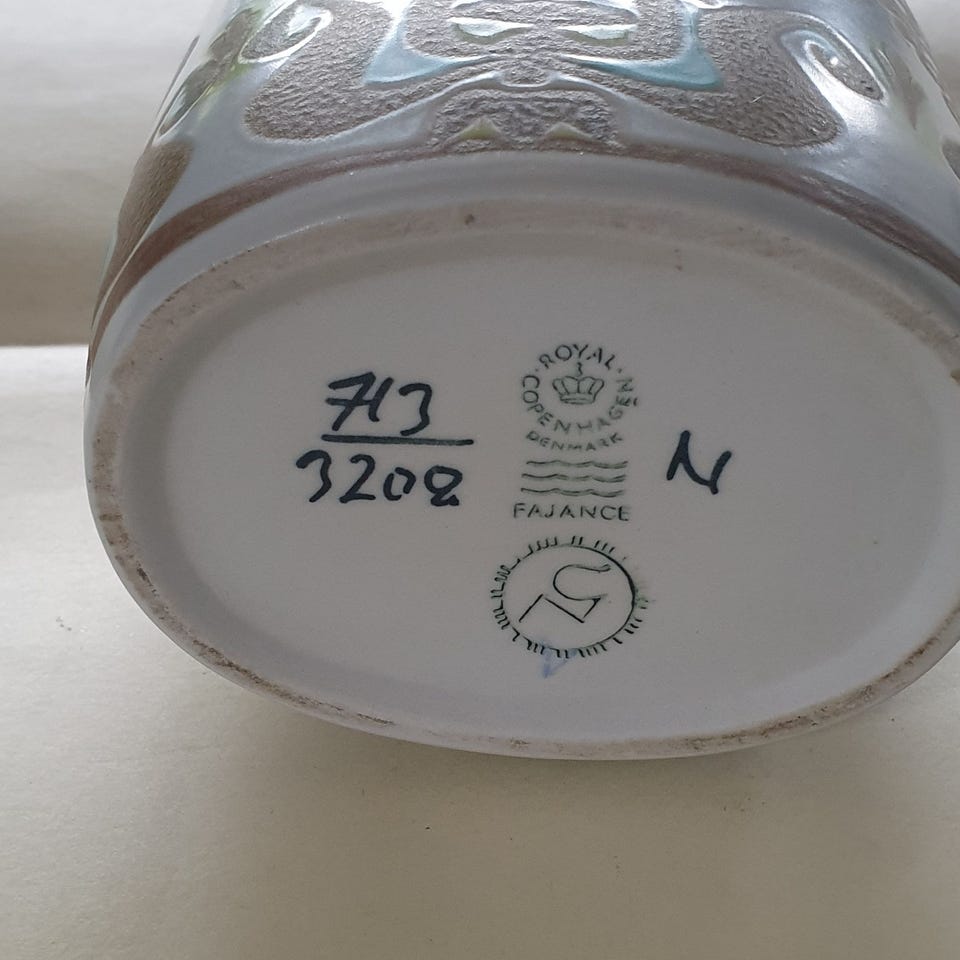 713
3208
ROYAL COPENHAGEN
DENMARK
FAJANCE
N